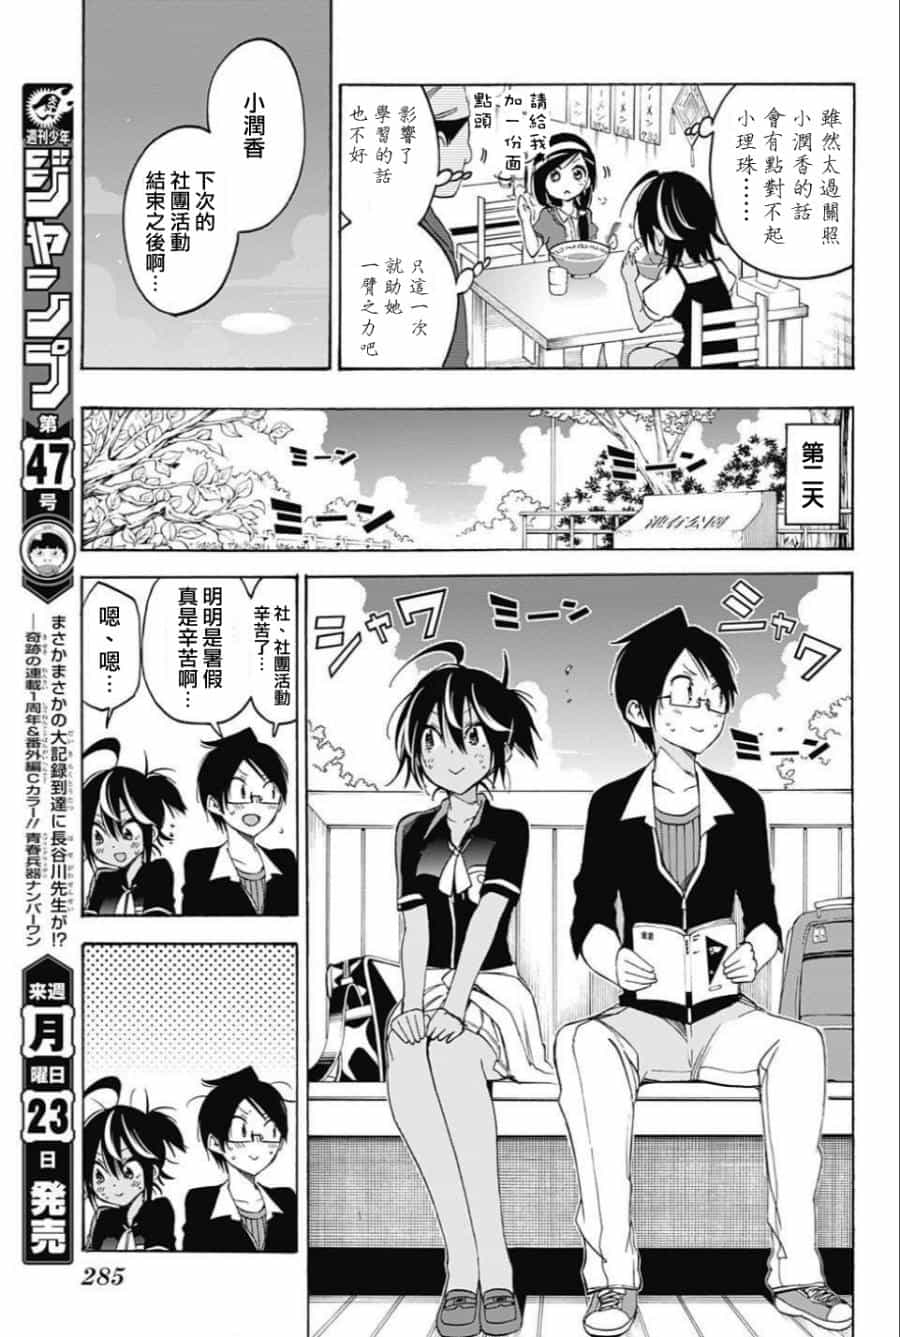 雖然太過關照
小潤香的話
會有點對不起
小理珠……
請給我
加一份面
點頭
影響了
學習的話
也不好
只這一次
就助她
一臂之力吧
小潤香
下次的
社團活動
結束之後啊…
第二天
ミーン
ミーン
池谷公園
シャワ
ミーン
シャワ
ミーン
社、社團活動
辛苦了…
明明是暑假
真是辛苦啊…
嗯、嗯…
週刊少年
ジャンプ
第
47
号
まさかまさかの大記録到達に長谷川先生が!?
―奇跡の連載1周年&番外編Cカラー!! 青春兵器ナンバーワン
来週
月
曜日
23
日
発売
285